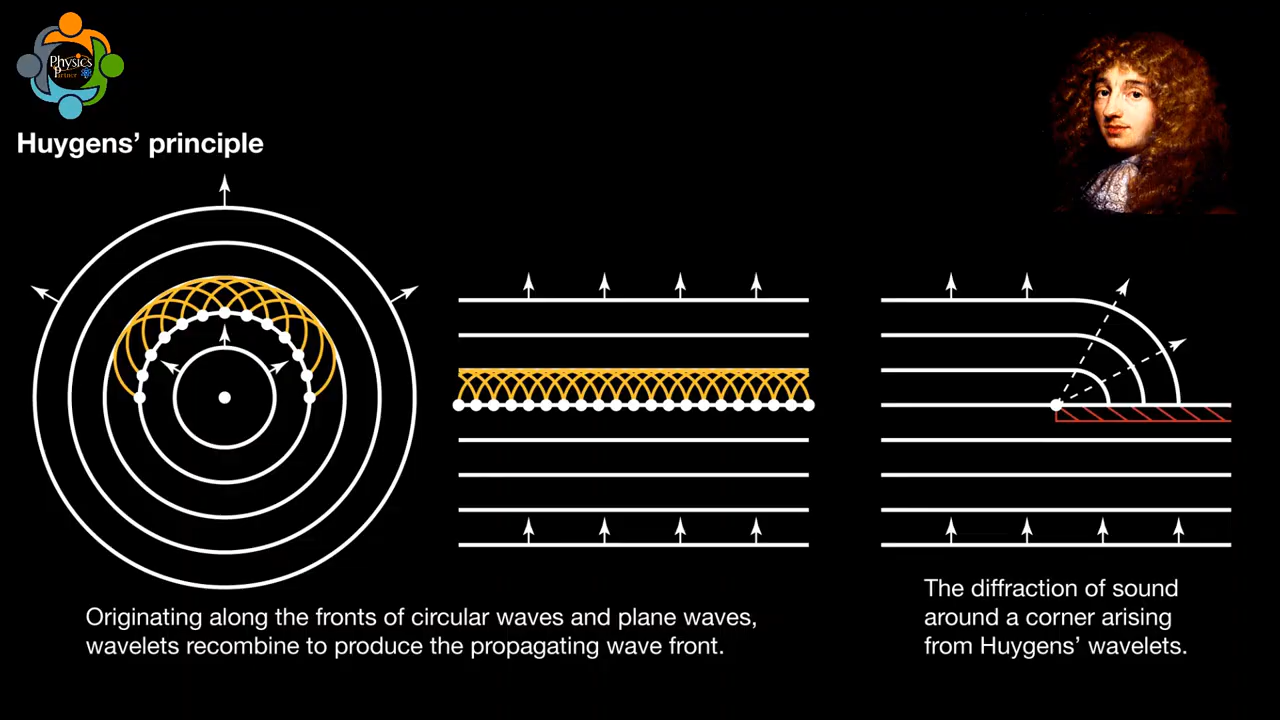 Physics
Partner
Huygens’ principle
Originating along the fronts of circular waves and plane waves,
wavelets recombine to produce the propagating wave front.
The diffraction of sound
around a corner arising
from Huygens’ wavelets.